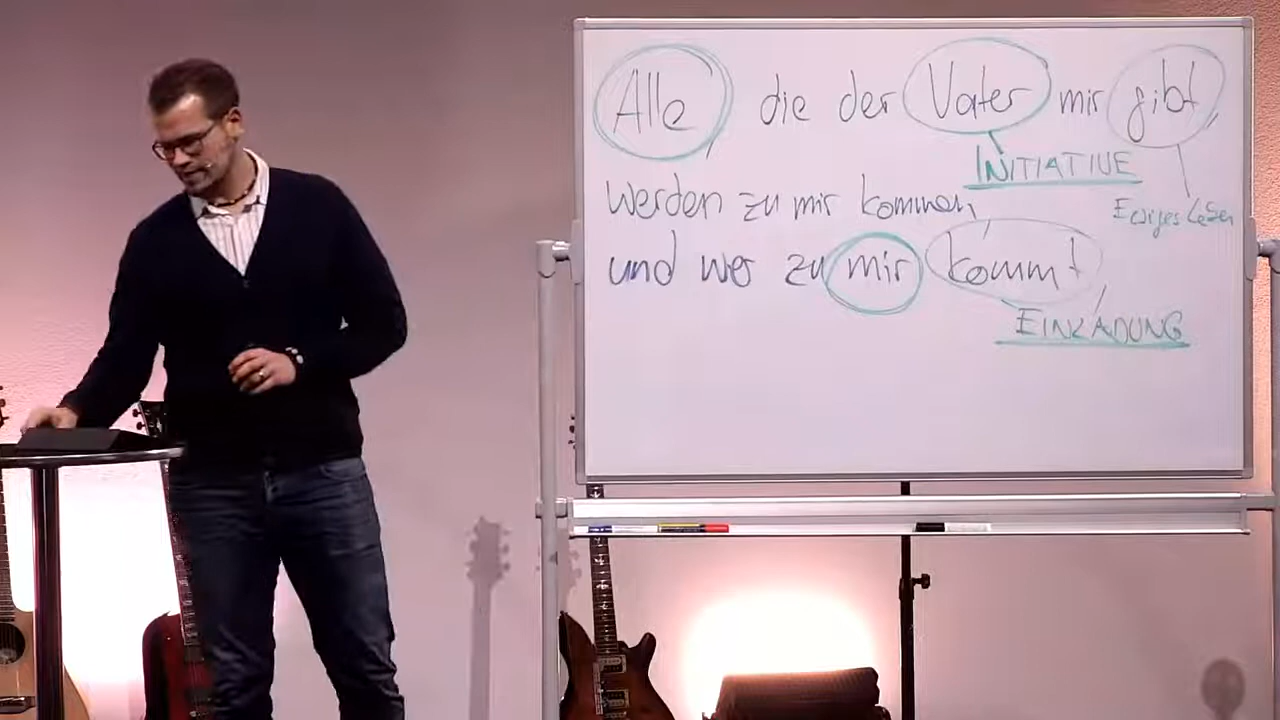 Alle die der Vater mir gibt,
INITIATIVE
werden zu mir kommen,
Ewiges Leben
und wer zu mir kommt
EINLADUNG